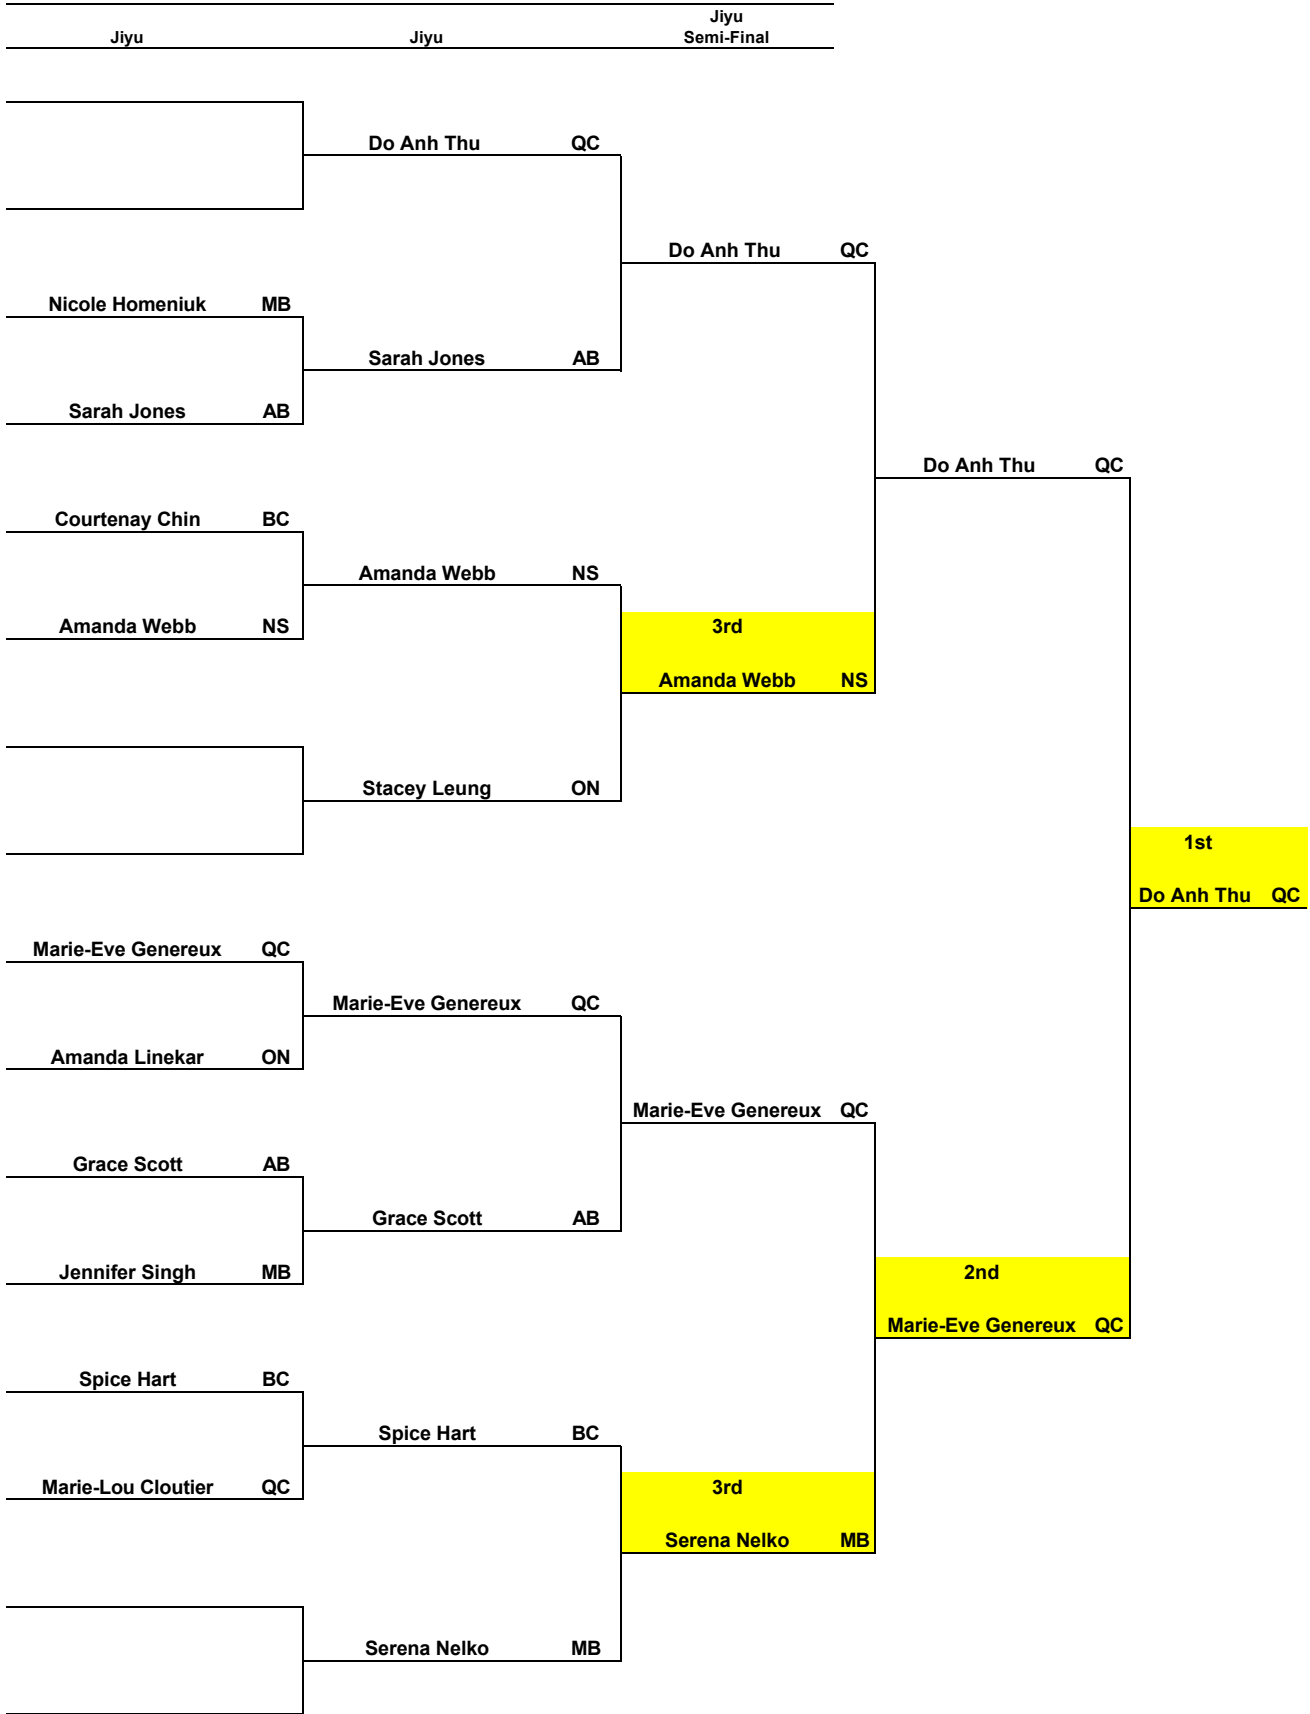 Jiyu
Jiyu Jiyu Semi-Final
Do Anh Thu QC
Do Anh Thu QC
Nicole Homeniuk MB
Sarah Jones AB
Sarah Jones AB
Do Anh Thu QC
Courtenay Chin BC
Amanda Webb NS
Amanda Webb NS 3rd
Amanda Webb NS
Stacey Leung ON
1st
Do Anh Thu QC
Marie-Eve Genereux QC
Marie-Eve Genereux QC
Amanda Linekar ON
Marie-Eve Genereux QC
Grace Scott AB
Grace Scott AB
Jennifer Singh MB 2nd
Marie-Eve Genereux QC
Spice Hart BC
Spice Hart BC
Marie-Lou Cloutier QC 3rd
Serena Nelko MB
Serena Nelko MB